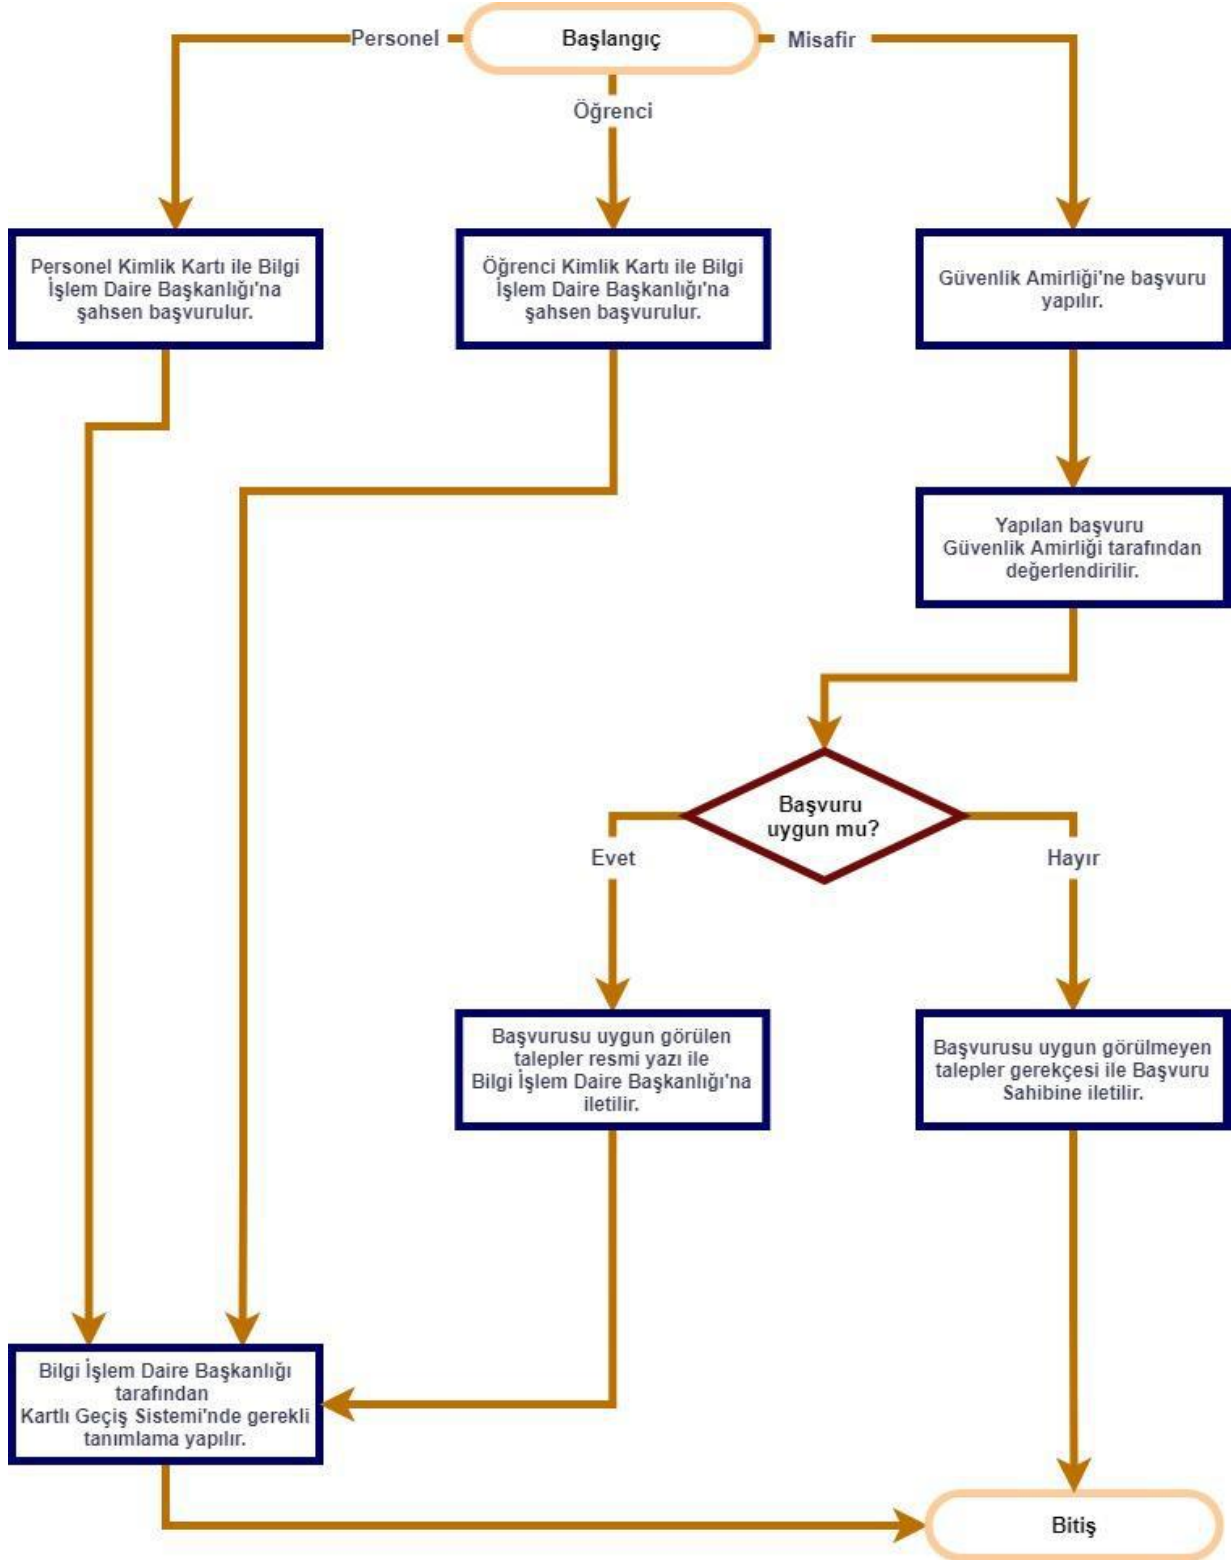 Personel
Başlangıç
Misafir
Öğrenci
Personel Kimlik Kartı ile Bilgi
İşlem Daire Başkanlığı'na
şahsen başvurulur.
Öğrenci Kimlik Kartı ile Bilgi
İşlem Daire Başkanlığı'na
şahsen başvurulur.
Güvenlik Amirliği'ne başvuru
yapılır.
Yapılan başvuru
Güvenlik Amirliği tarafından
değerlendirilir.
Başvuru
uygun mu?
Evet
Hayır
Başvurusu uygun görülen
talepler resmi yazı ile
Bilgi İşlem Daire Başkanlığı'na
iletilir.
Başvurusu uygun görülmeyen
talepler gerekçesi ile Başvuru
Sahibine iletilir.
Bilgi İşlem Daire Başkanlığı
tarafından
Kartlı Geçiş Sistemi'nde gerekli
tanımlama yapılır.
Bitiş